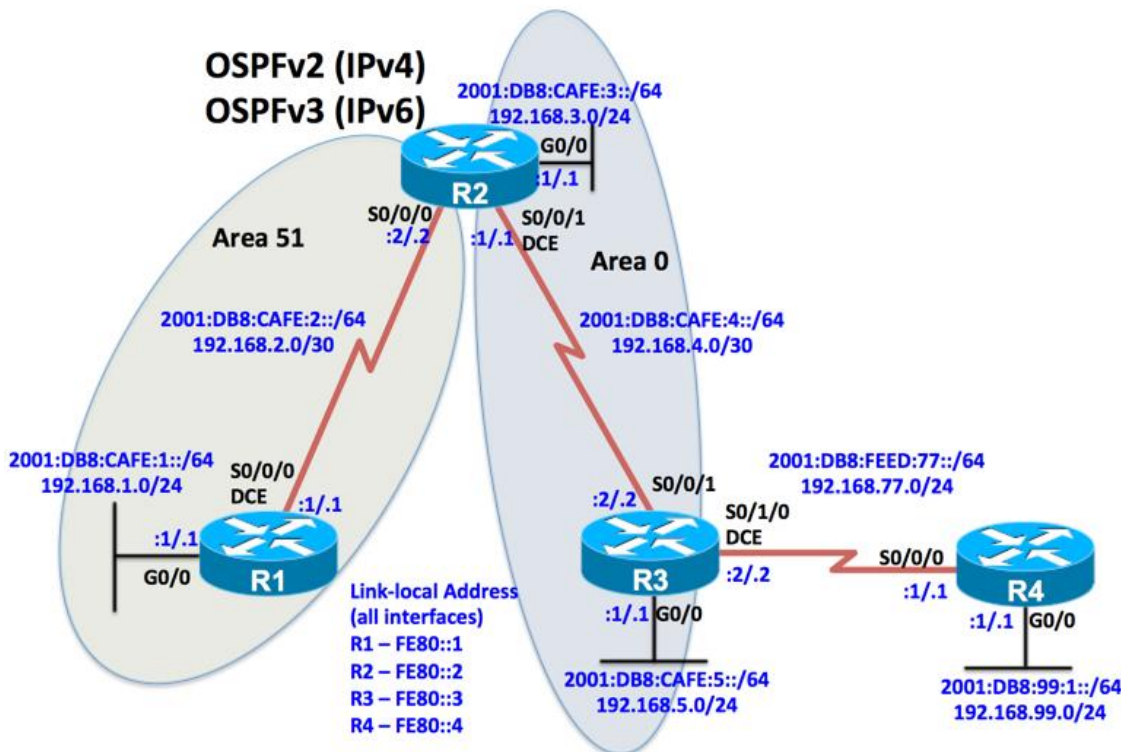 OSPFv2 (IPv4)
OSPFv3 (IPv6)
2001:DB8:CAFE:3::/64
192.168.3.0/24
G0/0
:1/.1
R2
S0/0/0
:2/.2
:1/.1
S0/0/1
DCE
Area 51
Area 0
2001:DB8:CAFE:2::/64
192.168.2.0/30
2001:DB8:CAFE:4::/64
192.168.4.0/30
2001:DB8:CAFE:1::/64
192.168.1.0/24
S0/0/0
DCE
:1/.1
:1/.1
G0/0
R1
2001:DB8:FEED:77::/64
192.168.77.0/24
:2/.2
S0/0/1
S0/1/0
DCE
:2/.2
R3
:1/.1
G0/0
S0/0/0
:1/.1
R4
:1/.1
G0/0
Link-local Address
(all interfaces)
R1 – FE80::1
R2 – FE80::2
R3 – FE80::3
R4 – FE80::4
2001:DB8:CAFE:5::/64
192.168.5.0/24
2001:DB8:99:1::/64
192.168.99.0/24